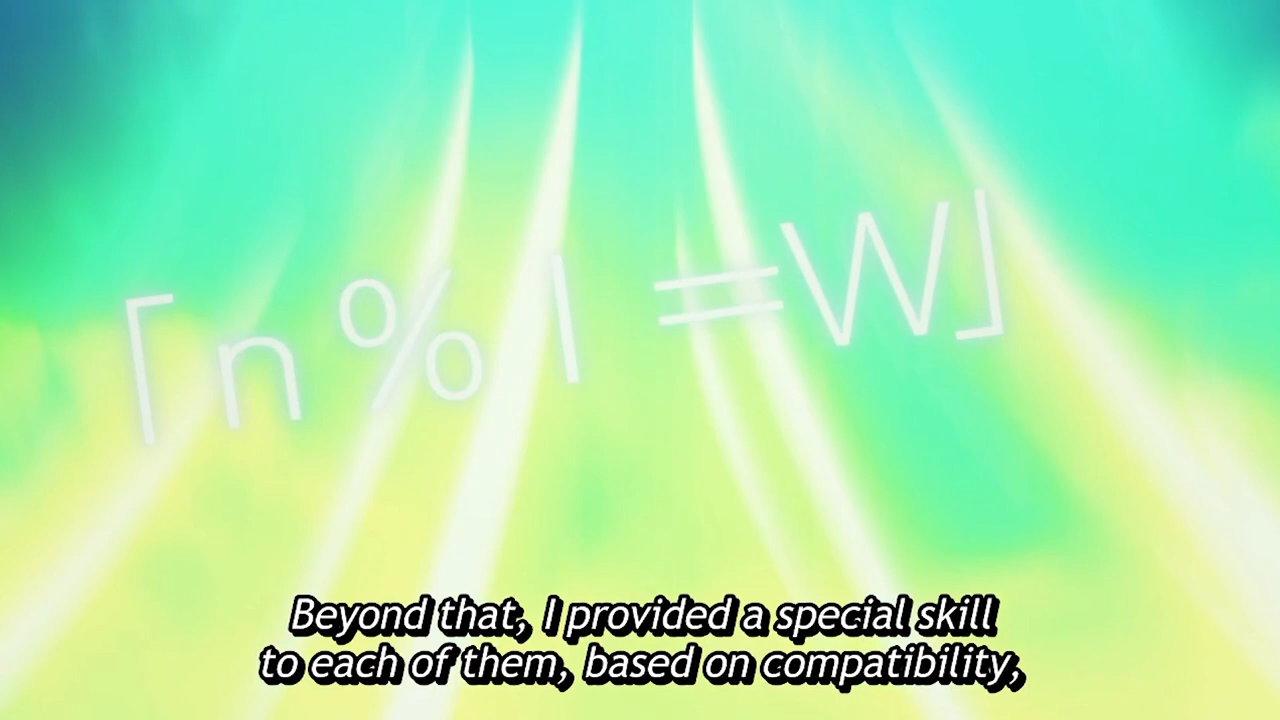 「n% I =W」
Beyond that, I provided a special skill
to each of them, based on compatibility,